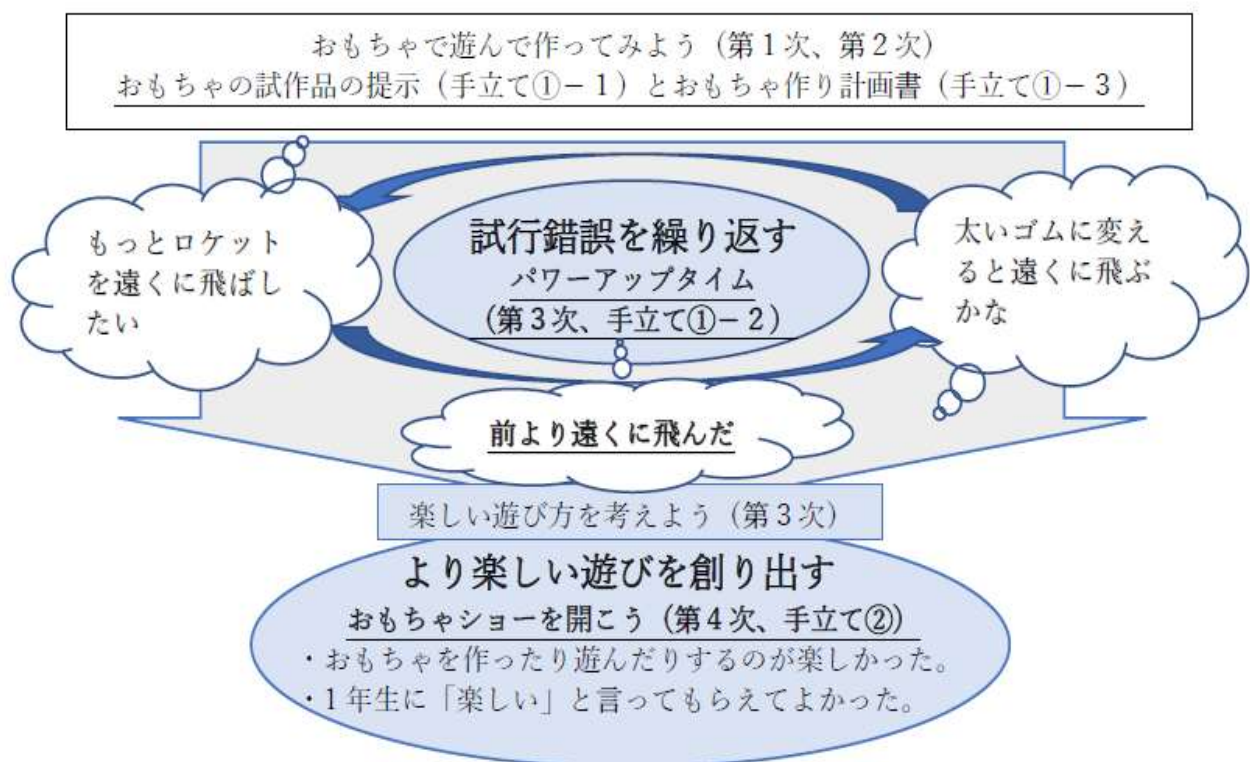 おもちゃで遊んで作ってみよう（第１次、第２次）
おもちゃの試作品の提示（手立て①－１）とおもちゃ作り計画書（手立て①－３）
もっとロケット
を遠くに飛ばし
たい
試行錯誤を繰り返す
パワーアップタイム
（第３次、手立て①－２）
太いゴムに変え
ると遠くに飛ぶ
かな
前より遠くに飛んだ
楽しい遊び方を考えよう（第３次）
より楽しい遊びを創り出す
おもちゃショーを開こう（第４次、手立て②）
・おもちゃを作ったり遊んだりするのが楽しかった。
・１年生に「楽しい」と言ってもらえてよかった。